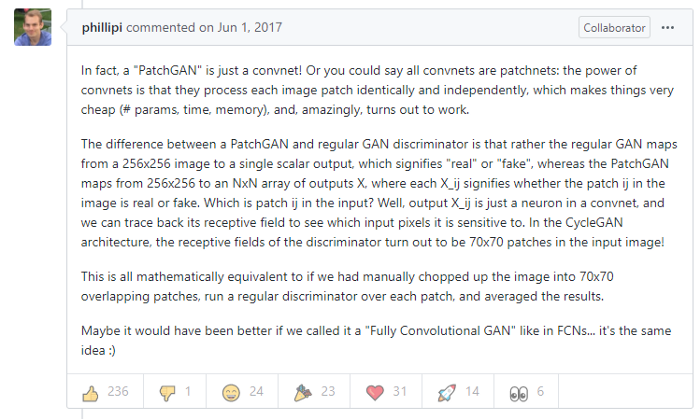 phillipi commented on Jun 1, 2017
Collaborator
In fact, a "PatchGAN" is just a convnet! Or you could say all convnets are patchnets: the power of
convnets is that they process each image patch identically and independently, which makes things very
cheap (# params, time, memory), and, amazingly, turns out to work.
The difference between a PatchGAN and regular GAN discriminator is that rather the regular GAN maps
from a 256x256 image to a single scalar output, which signifies "real" or "fake", whereas the PatchGAN
maps from 256x256 to an NxN array of outputs X, where each X_ij signifies whether the patch ij in the
image is real or fake. Which is patch ij in the input? Well, output X_ij is just a neuron in a convnet, and
we can trace back its receptive field to see which input pixels it is sensitive to. In the CycleGAN
architecture, the receptive fields of the discriminator turn out to be 70x70 patches in the input image!
This is all mathematically equivalent to if we had manually chopped up the image into 70x70
overlapping patches, run a regular discriminator over each patch, and averaged the results.
Maybe it would have been better if we called it a "Fully Convolutional GAN" like in FCNs... it's the same
idea :)
236 1 24 23 31 14 6